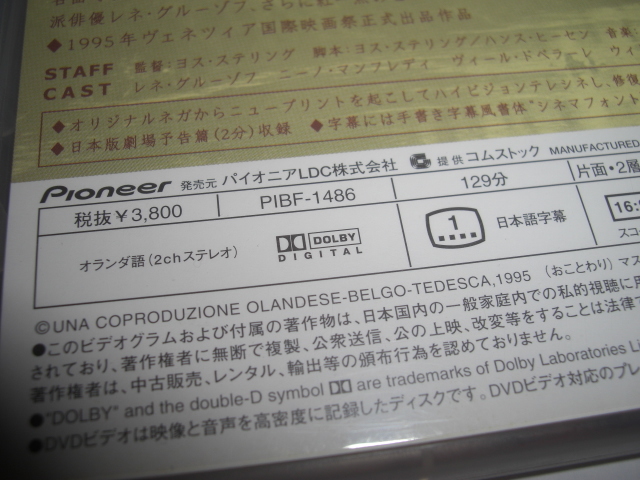 派俳優レネ・グルーゾフ、さらに
◆1995年ヴェネツィア国際映画祭正式出品作品
STAFF 監督:ヨス・ステリング 脚本:ヨス・ステリング/ハンス・ヒーセン 音楽:
CAST レネ・グルーゾフ ニーノ・マンフレディ ヴィール・ドベラーレ ウィ
◆オリジナルネガからニュープリントを起こしてハイビジョンテレシネし、修復
◆日本版劇場予告篇(2分)収録 ◆字幕には手書き字幕風書体"シネマフォント
Pioneer 発売元 パイオニアLDC株式会社 提供 コムストック MANUFACTURED
税抜¥3,800 PIBF-1486 129分 片面・2層
オランダ語(2chステレオ) DOLBY DIGITAL 1 日本語字幕 16:9
スコ
©UNA COPRODUZIONE OLANDESE-BELGO-TEDESCA,1995 (おことわり) マス
●このビデオグラムおよび付属の著作物は、日本国内の一般家庭内での私的視聴に用
されており、著作権者に無断で複製、公衆送信、公の上映、改変等をすることは法律
著作権者は、中古販売、レンタル、輸出等の頒布行為を認めておりません。
●"DOLBY" and the double-D symbol are trademarks of Dolby Laboratories Li
●DVDビデオは映像と音声を高密度に記録したディスクです。DVDビデオ対応のプレ